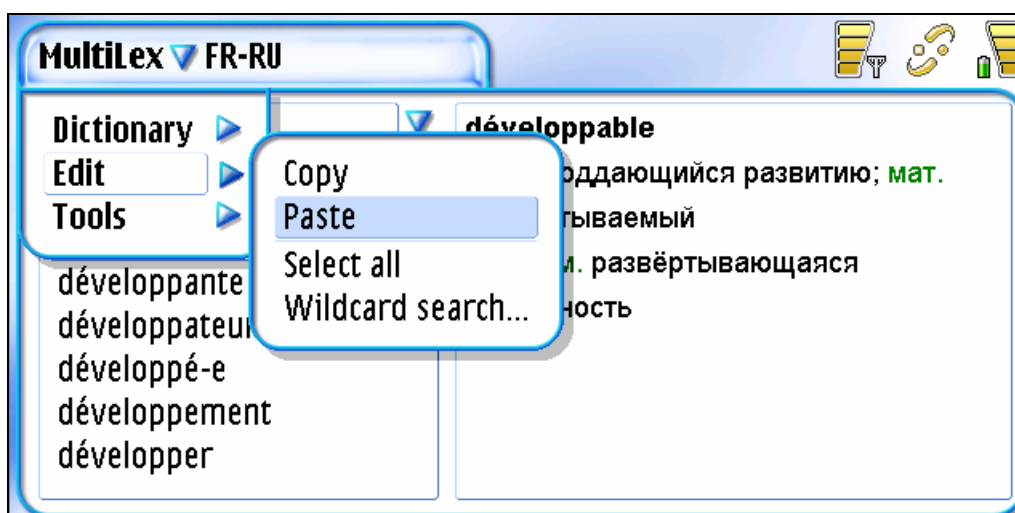 MultiLex FR-RU
Dictionary
Edit
Tools
Copy
Paste
Select all
Wildcard search...
développante
développateur
développé-e
développement
développer
développable
оддающийся развитию; мат.
тываемый
м. развёртывающаяся
ность